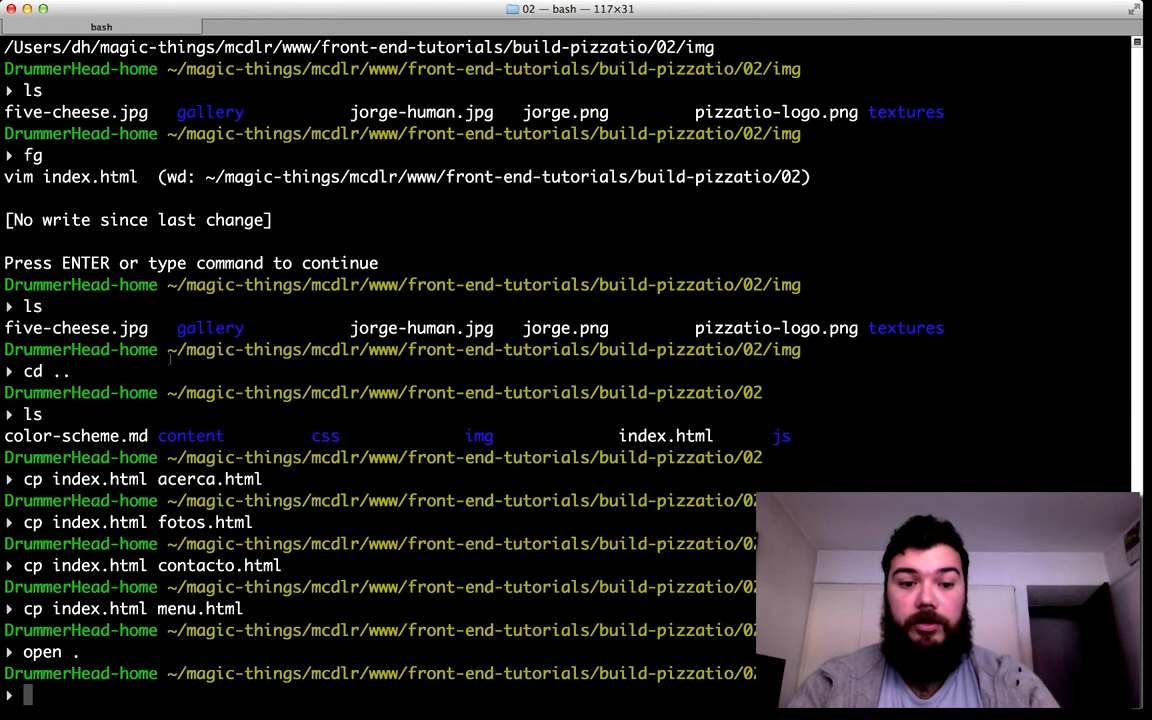 02 — bash — 117×31
bash
/Users/dh/magic-things/mcdlr/www/front-end-tutorials/build-pizzatio/02/img
DrummerHead-home ~/magic-things/mcdlr/www/front-end-tutorials/build-pizzatio/02/img
ls
five-cheese.jpg gallery jorge-human.jpg jorge.png pizzatio-logo.png textures
DrummerHead-home ~/magic-things/mcdlr/www/front-end-tutorials/build-pizzatio/02/img
fg
vim index.html (wd: ~/magic-things/mcdlr/www/front-end-tutorials/build-pizzatio/02)
[No write since last change]
Press ENTER or type command to continue
DrummerHead-home ~/magic-things/mcdlr/www/front-end-tutorials/build-pizzatio/02/img
ls
five-cheese.jpg gallery jorge-human.jpg jorge.png pizzatio-logo.png textures
DrummerHead-home ~/magic-things/mcdlr/www/front-end-tutorials/build-pizzatio/02/img
cd ..
DrummerHead-home ~/magic-things/mcdlr/www/front-end-tutorials/build-pizzatio/02
ls
color-scheme.md content css img index.html js
DrummerHead-home ~/magic-things/mcdlr/www/front-end-tutorials/build-pizzatio/02
cp index.html acerca.html
DrummerHead-home ~/magic-things/mcdlr/www/front-end-tutorials/build-pizzatio/02
cp index.html fotos.html
DrummerHead-home ~/magic-things/mcdlr/www/front-end-tutorials/build-pizzatio/02
cp index.html contacto.html
DrummerHead-home ~/magic-things/mcdlr/www/front-end-tutorials/build-pizzatio/02
cp index.html menu.html
DrummerHead-home ~/magic-things/mcdlr/www/front-end-tutorials/build-pizzatio/02
open .
DrummerHead-home ~/magic-things/mcdlr/www/front-end-tutorials/build-pizzatio/02